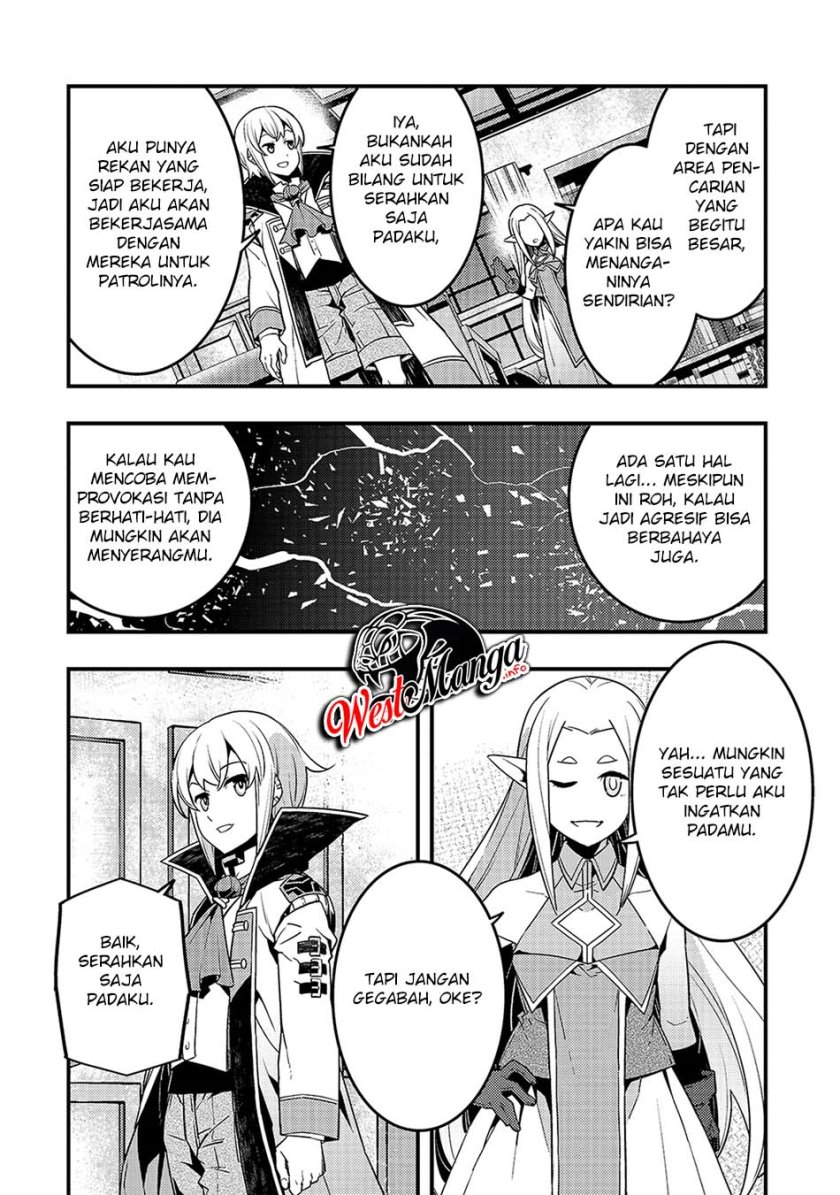 TAPI
DENGAN
AREA PEN-
CARIAN
YANG
BEGITU
BESAR,
APA KAU
YAKIN BISA
MENANGA-
NINYA
SENDIRIAN?
IYA,
BUKANKAH
AKU SUDAH
BILANG UNTUK
SERAHKAN
SAJA
PADAKU,
AKU PUNYA
REKAN YANG
SIAP BEKERJA,
JADI AKU AKAN
BEKERJASAMA
DENGAN
MEREKA UNTUK
PATROLINYA.
ADA SATU HAL
LAGI... MESKIPUN
INI ROH, KALAU
JADI AGRESIF BISA
BERBAHAYA
JUGA.
KALAU KAU
MENCOBA MEM-
PROVOKASI TANPA
BERHATI-HATI, DIA
MUNGKIN AKAN
MENYERANGMU.
WestManga
.info
YAH... MUNGKIN
SESUATU YANG
TAK PERLU AKU
INGATKAN
PADAMU.
TAPI JANGAN
GEGABAH, OKE?
BAIK,
SERAHKAN
SAJA
PADAKU.